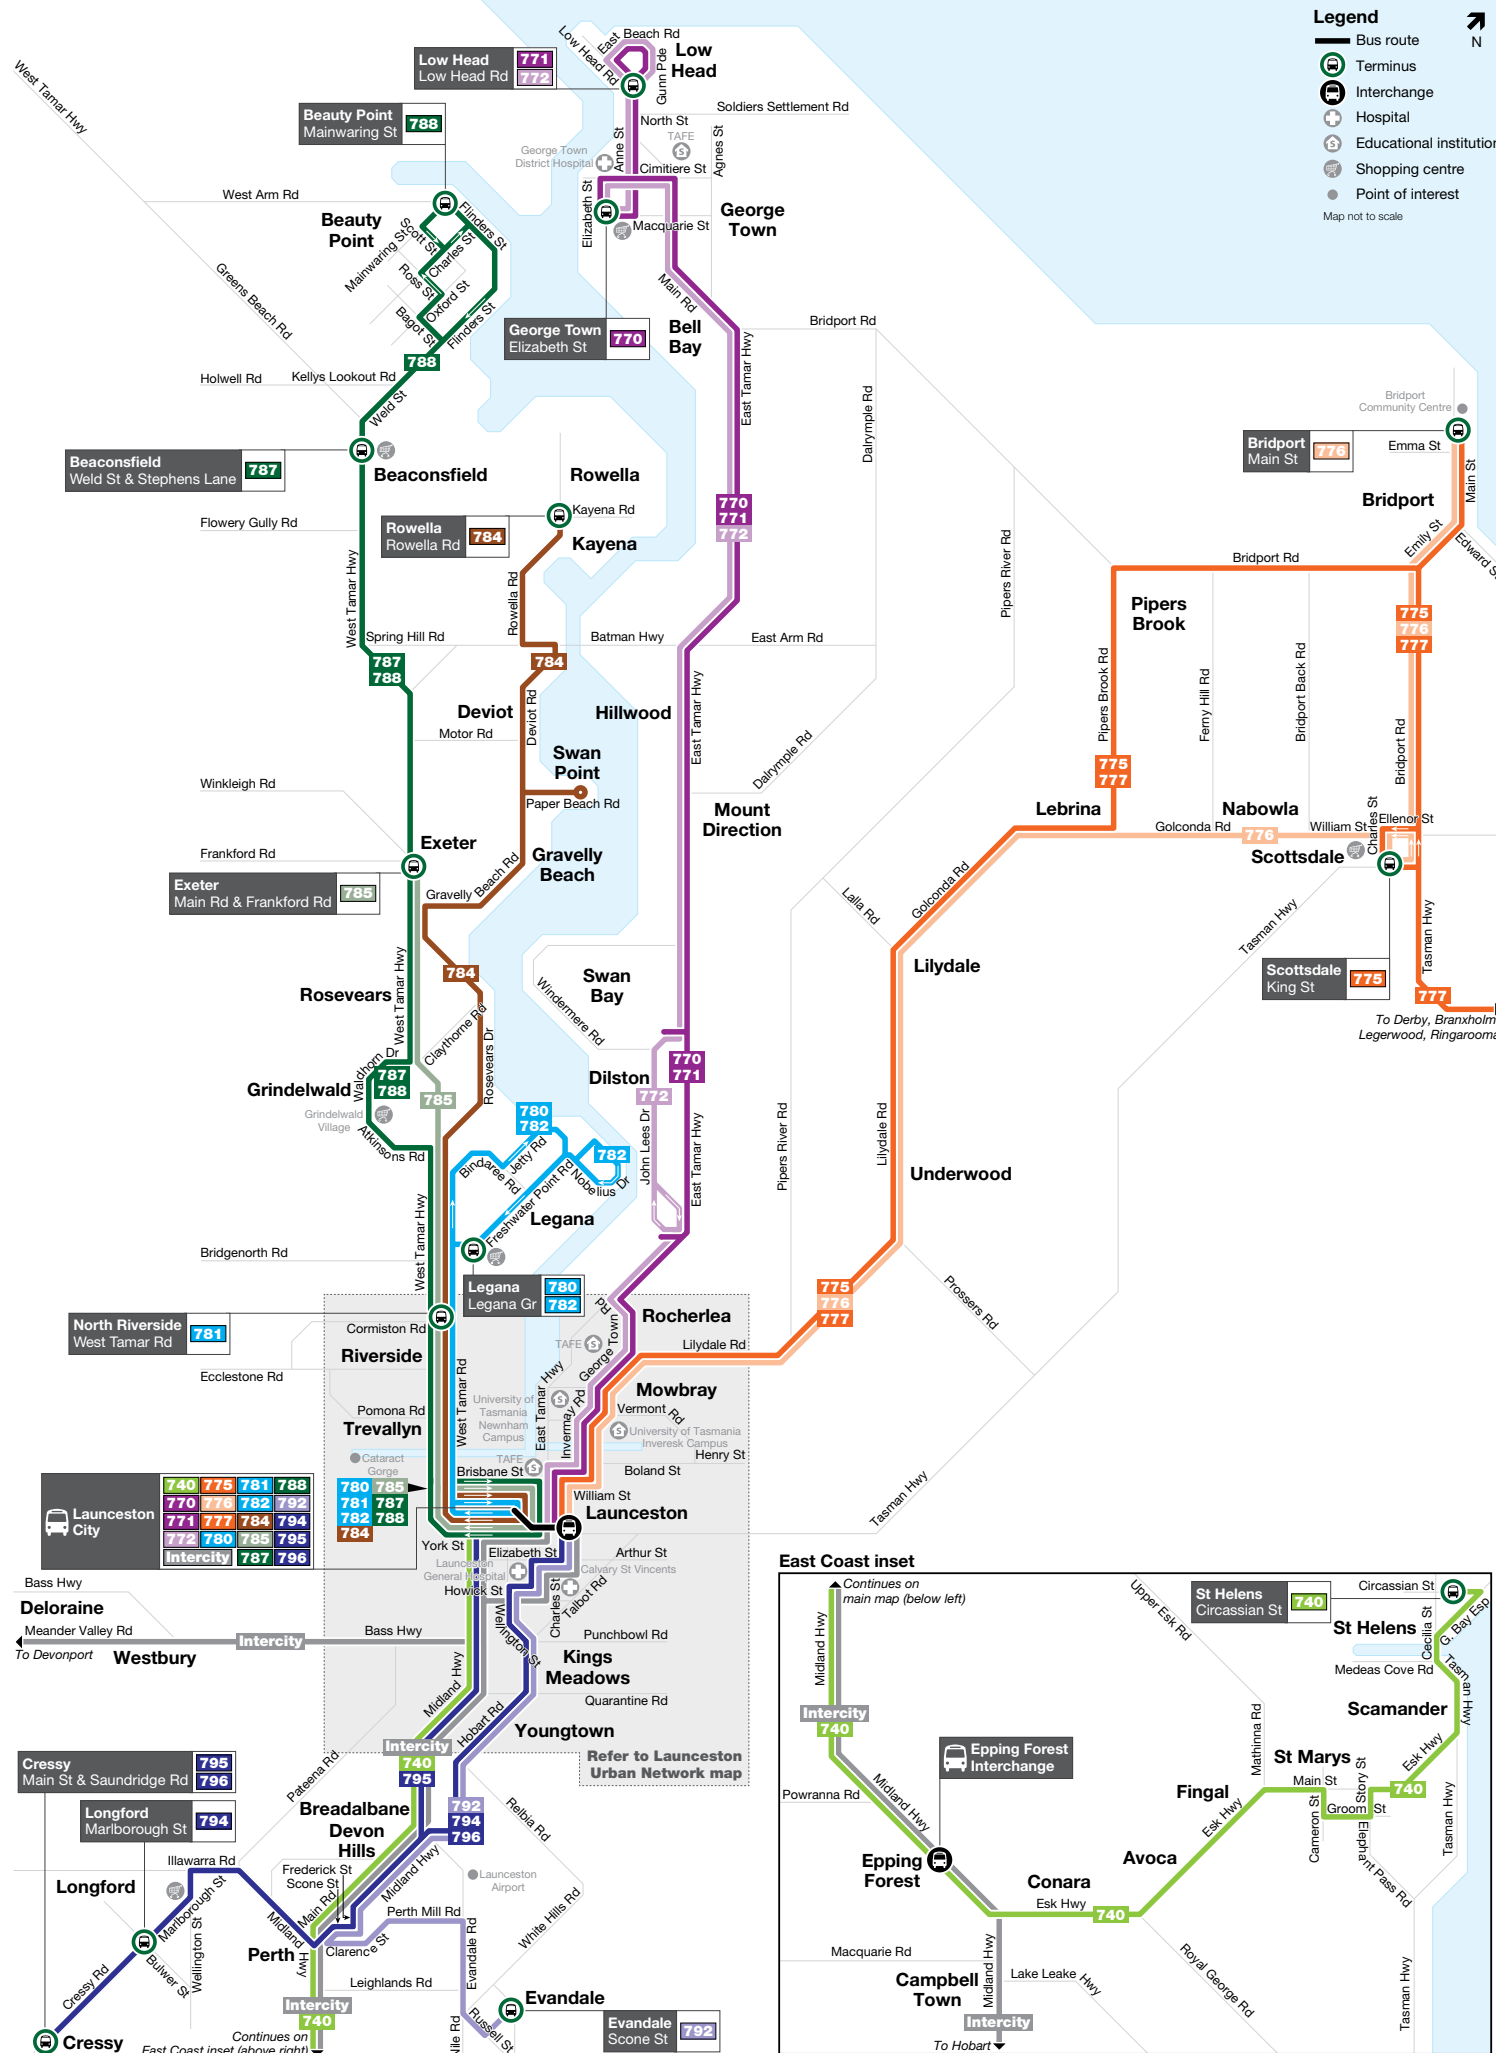 Legend
N
Bus route
Terminus
Interchange
Hospital
Educational institution
Shopping centre
Point of interest
Map not to scale
West Tamar Hwy
Low Head
Low Head Rd
771
772
Low Head Rd
East
Beach Rd
Gunn Pde
Low
Head
Soldiers Settlement Rd
North St
TAFE
Beauty Point
Mainwaring St
788
George Town
District Hospital
Anne St
Cimitiere St
Agnes St
West Arm Rd
Beauty
Point
Flinders St
Scott St
Mainwaring St
Charles St
Ross St
Oxford St
Bagot St
Flinders St
Elizabeth St
Macquarie St
George
Town
Greens Beach Rd
Main Rd
George Town
Elizabeth St
770
Bell
Bay
Bridport Rd
East Tamar Hwy
Dalrymple Rd
788
Holwell Rd
Kellys Lookout Rd
Weld St
Bridport
Community Centre
Emma St
Bridport
Main St
776
Main St
Bridport
Beaconsfield
Weld St & Stephens Lane
787
Beaconsfield
Rowella
Kayena Rd
Kayena
Rowella
Rowella Rd
784
Flowery Gully Rd
West Tamar Hwy
Rowella Rd
770
771
772
Pipers River Rd
Emily St
Edward S
Bridport Rd
Pipers
Brook
775
776
777
Spring Hill Rd
Batman Hwy
East Arm Rd
787
788
784
Deviot
Deviot Rd
Hillwood
East Tamar Hwy
Motor Rd
Swan
Point
Paper Beach Rd
Dalrymple Rd
Pipers Brook Rd
Ferny Hill Rd
Bridport Back Rd
Bridport Rd
775
777
Winkleigh Rd
Mount
Direction
Lebrina
Nabowla
Golconda Rd
776
William St
Charles St
Ellenor St
Scottsdale
Exeter
Frankford Rd
Exeter
Main Rd & Frankford Rd
785
Gravelly
Beach
Gravelly Beach Rd
Lalla Rd
Golconda Rd
Tasman Hwy
Tasman Hwy
Lilydale
Scottsdale
King St
775
777
To Derby, Branxholm
Legerwood, Ringarooma
784
Rosevears
West Tamar Hwy
Claythorne Rd
Rosevears Dr
Swan
Bay
Windermere Rd
Grindelwald
Waldhorn Dr
787
788
785
Grindelwald
Village
Atkinsons Rd
Dilston
770
771
772
John Lees Dr
East Tamar Hwy
780
782
782
Bindaree Rd
Jetty Rd
Freshwater Point Rd
Nobelius Dr
Legana
Pipers River Rd
Lilydale Rd
Underwood
West Tamar Hwy
Bridgenorth Rd
Legana
Legana Gr
780
782
775
776
777
Prossers Rd
North Riverside
West Tamar Rd
781
Cormiston Rd
Riverside
Ecclestone Rd
Rocherlea
Lilydale Rd
TAFE
George Town Rd
Mowbray
Vermont Rd
University of
Tasmania
Newnham
Campus
East Tamar Hwy
Invermay Rd
University of Tasmania
Inveresk Campus
Henry St
Pomona Rd
Trevallyn
West Tamar Rd
Cataract
Gorge
TAFE
Brisbane St
Boland St
William St
Launceston
Tasman Hwy
Launceston
City
740 775 781 788
770 776 782 792
771 777 784 794
772 780 785 795
Intercity 787 796
780 785
781 787
782 788
784
York St
Elizabeth St
Launceston
General Hospital
Howick St
Arthur St
Calvary St Vincents
Charles St
Talbot Rd
Wellington St
Bass Hwy
Deloraine
Meander Valley Rd
Intercity
Bass Hwy
To Devonport
Westbury
Punchbowl Rd
Kings
Meadows
Quarantine Rd
Midland Hwy
Hobart Rd
Youngtown
Refer to Launceston
Urban Network map
Intercity
740
795
Pateena Rd
Cressy
Main St & Saundridge Rd
795
796
Longford
Marlborough St
794
Breadalbane
Devon
Hills
792
794
796
Relbia Rd
Illawarra Rd
Frederick St
Scone St
Midland Hwy
Launceston
Airport
Longford
Marlborough St
Main Rd
Midland Hwy
Perth Mill Rd
White Hills Rd
Clarence St
Perth
Wellington St
Bulwer St
Cressy Rd
Evandale Rd
Leighlands Rd
Intercity
740
Evandale
Russell St
Nile Rd
Evandale
Scone St
792
Cressy
Continues on
East Coast inset (above right)
East Coast inset
Continues on
main map (below left)
Midland Hwy
Upper Esk Rd
St Helens
Circassian St
740
Circassian St
St Helens
Cecilia St
G. Bay Esp
Medeas Cove Rd
Tasman Hwy
Scamander
Intercity
740
Epping Forest
Interchange
Mathinna Rd
St Marys
Main St
Story St
Esk Hwy
740
Powranna Rd
Midland Hwy
Fingal
Esk Hwy
Cameron St
Groom St
Elephant Pass Rd
Tasman Hwy
Avoca
Epping
Forest
Conara
Esk Hwy
740
Macquarie Rd
Campbell
Town
Midland Hwy
Lake Leake Hwy
Royal George Rd
Tasman Hwy
Intercity
To Hobart